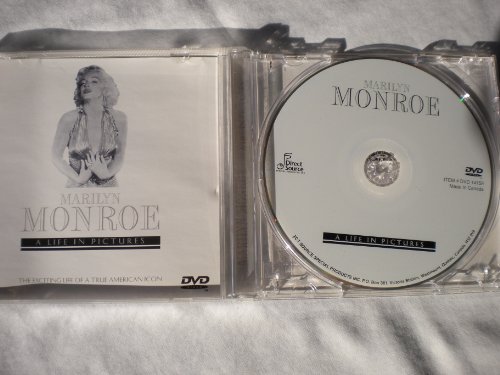 MARILYN
MONROE
A LIFE IN PICTURES
THE EXCITING LIFE OF A TRUE AMERICAN ICON
DVD
MARILYN
MONROE
Direct
Source
DVD
Made in Canada
A LIFE IN PICTURES